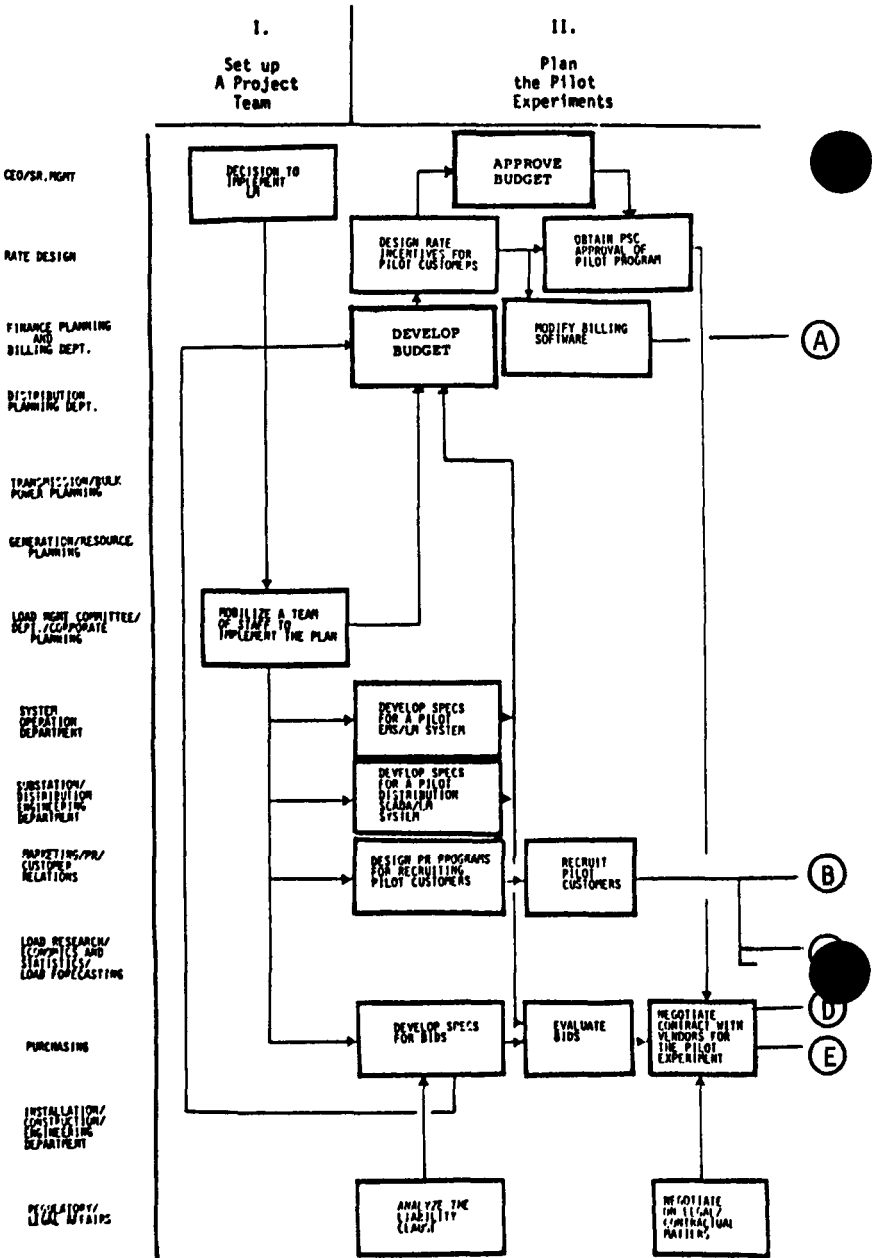 I.
Set up
A Project
Team
II.
Plan
the Pilot
Experiments
CEO/SR.MGMT
DECISION TO
IMPLEMENT
LM
APPROVE
BUDGET
RATE DESIGN
DESIGN RATE
INCENTIVES FOR
PILOT CUSTOMERS
OBTAIN PSC
APPROVAL OF
PILOT PROGRAM
FINANCE PLANNING
AND
BILLING DEPT.
DEVELOP
BUDGET
MODIFY BILLING
SOFTWARE
A
DISTRIBUTION
PLANNING DEPT.
TRANSMISSION/BULK
POWER PLANNING
GENERATION/RESOURCE
PLANNING
LOAD MGMT COMMITTEE/
DEPT./CORPORATE
PLANNING
MOBILIZE A TEAM
OF STAFF TO
IMPLEMENT THE PLAN
SYSTEM
OPERATION
DEPARTMENT
DEVELOP SPECS
FOR A PILOT
EMS/LM SYSTEM
SUBSTATION/
DISTRIBUTION
ENGINEERING
DEPARTMENT
DEVELOP SPECS
FOR A PILOT
DISTRIBUTION
SCADA/LM
SYSTEM
MARKETING/PR/
CUSTOMER
RELATIONS
DESIGN PR PROGRAMS
FOR RECRUITING
PILOT CUSTOMERS
RECRUIT
PILOT
CUSTOMERS
B
LOAD RESEARCH/
ECONOMICS AND
STATISTICS/
LOAD FORECASTING
D
PURCHASING
DEVELOP SPECS
FOR BIDS
EVALUATE
BIDS
NEGOTIATE
CONTRACT WITH
VENDORS FOR
THE PILOT
EXPERIMENT
E
INSTALLATION/
CONSTRUCTION/
ENGINEERING
DEPARTMENT
REGULATORY/
LEGAL AFFAIRS
ANALYZE THE
LIABILITY
CLAUSE
NEGOTIATE
ON LEGAL/
CONTRACTUAL
MATTERS